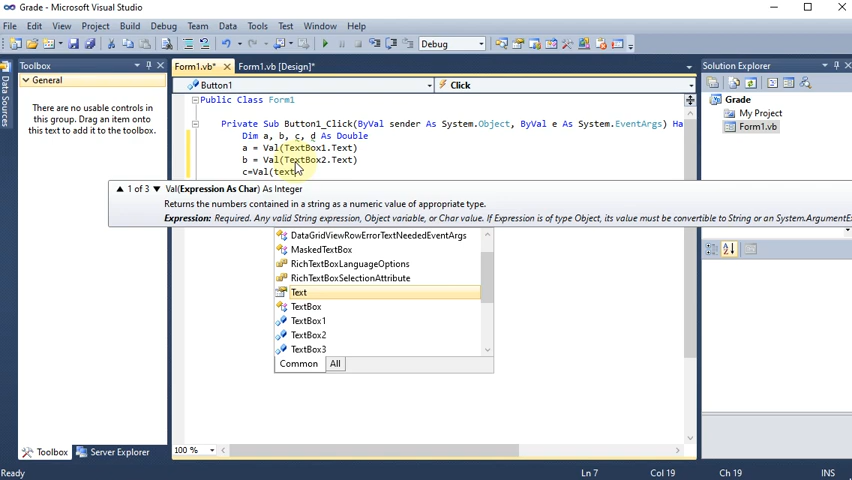 Grade - Microsoft Visual Studio
File Edit View Project Build Debug Team Data Tools Test Window Help
Debug
Toolbox
General
There are no usable controls in this group. Drag an item onto this text to add it to the toolbox.
Data Sources
Form1.vb* Form1.vb [Design]*
Button1 Click
Public Class Form1
Private Sub Button1_Click(ByVal sender As System.Object, ByVal e As System.EventArgs) Ha
Dim a, b, c, d As Double
a = Val(TextBox1.Text)
b = Val(TextBox2.Text)
c=Val(text
1 of 3 Val(Expression As Char) As Integer
Returns the numbers contained in a string as a numeric value of appropriate type.
Expression: Required. Any valid String expression, Object variable, or Char value. If Expression is of type Object, its value must be convertible to String or an System.ArgumentE
DataGridViewRowErrorTextNeededEventArgs
MaskedTextBox
RichTextBoxLanguageOptions
RichTextBoxSelectionAttribute
Text
TextBox
TextBox1
TextBox2
TextBox3
Common All
100 %
Solution Explorer
Grade
My Project
Form1.vb
Properties
Toolbox Server Explorer
Ready Ln 7 Col 19 Ch 19 INS